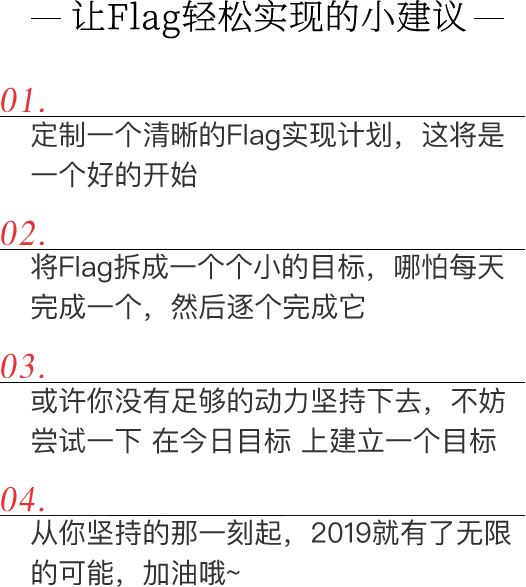 — 让Flag轻松实现的小建议 —
01.
定制一个清晰的Flag实现计划，这将是
一个好的开始
02.
将Flag拆成一个个小的目标，哪怕每天
完成一个，然后逐个完成它
03.
或许你没有足够的动力坚持下去，不妨
尝试一下 在今日目标 上建立一个目标
04.
从你坚持的那一刻起，2019就有了无限
的可能，加油哦~